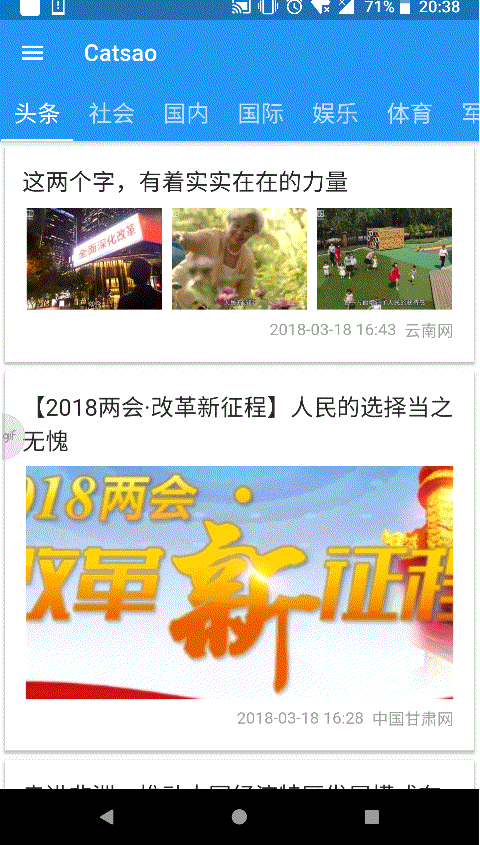 71% 20:38
Catsao
头条 社会 国内 国际 娱乐 体育 军
这两个字，有着实实在在的力量
全面深化改革
2018-03-18 16:43 云南网
【2018两会·改革新征程】人民的选择当之
无愧
gif
2018两会
改革新征程
2018-03-18 16:28 中国甘肃网